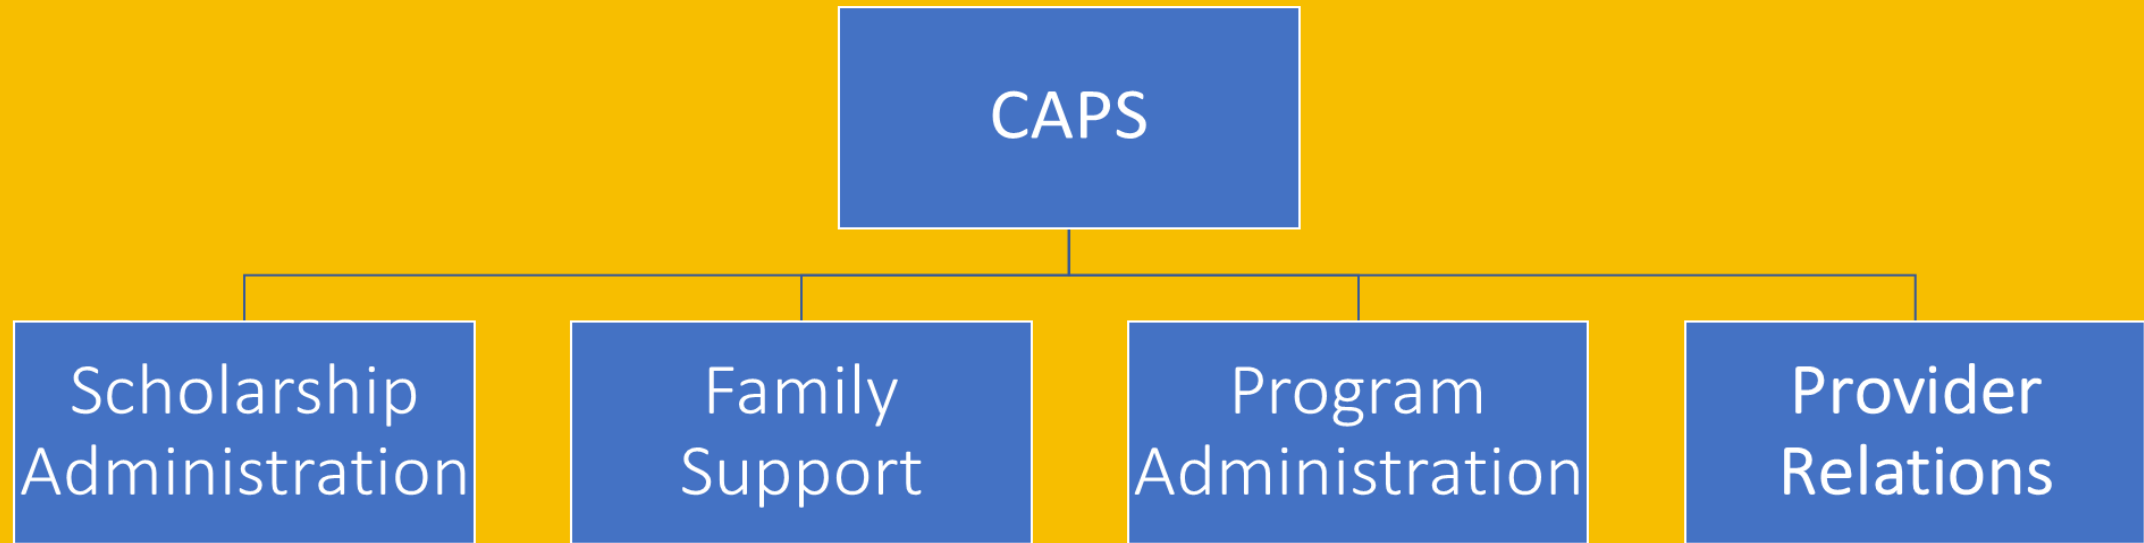 CAPS
Scholarship
Administration
Family
Support
Program
Administration
Provider
Relations